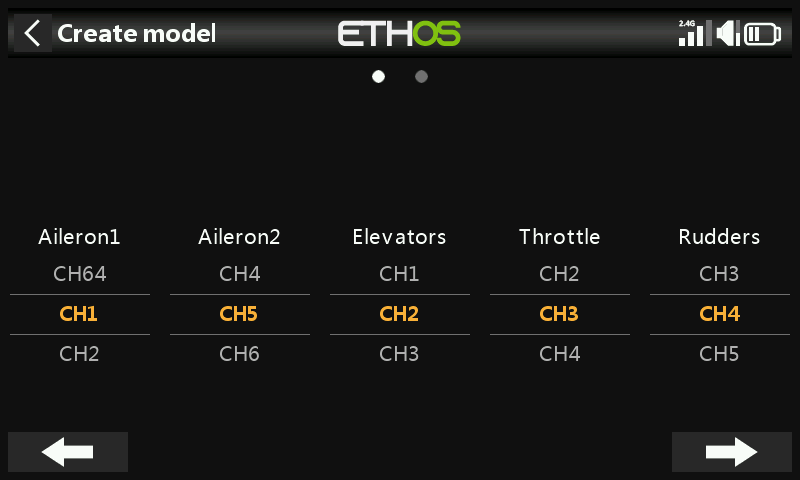 Create model
ETHOS
2.4G
Aileron1 Aileron2 Elevators Throttle Rudders
CH64 CH4 CH1 CH2 CH3
CH1 CH5 CH2 CH3 CH4
CH2 CH6 CH3 CH4 CH5